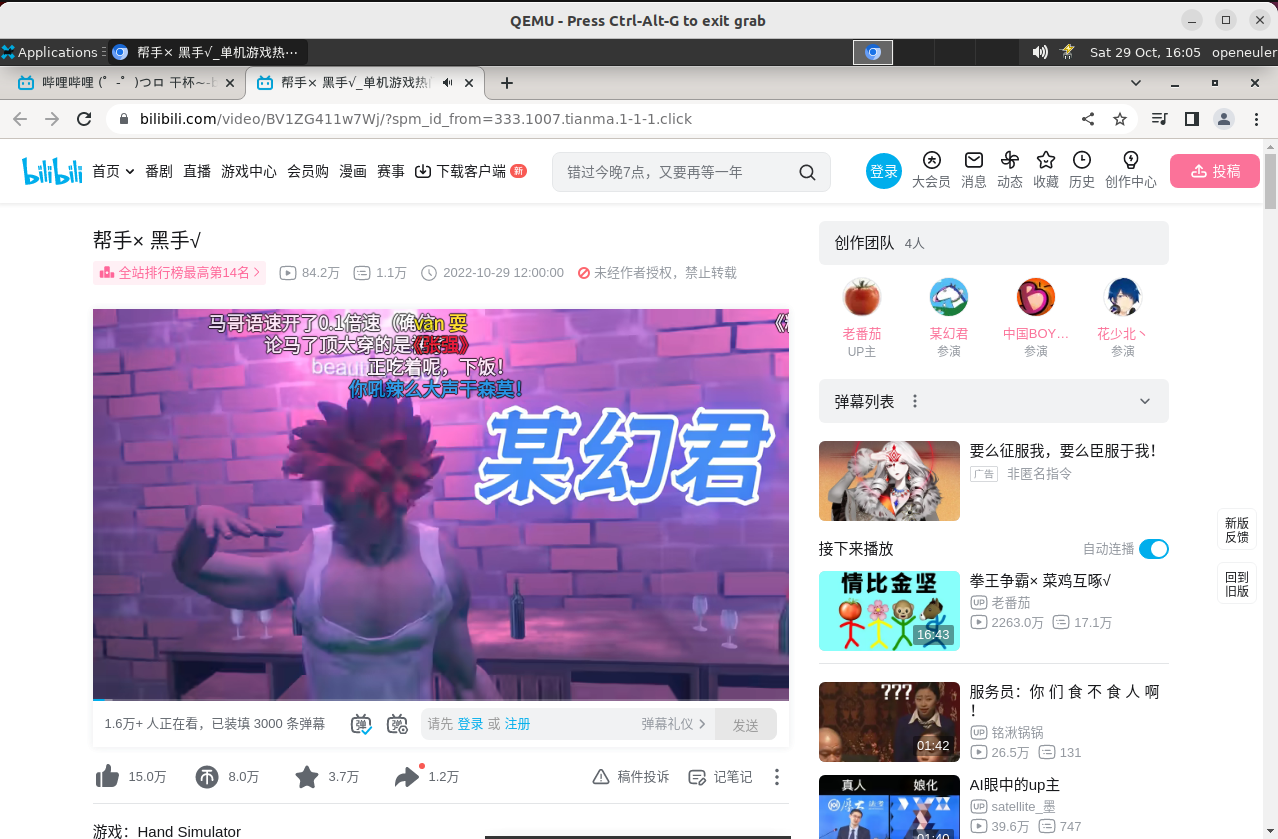 QEMU - Press Ctrl-Alt-G to exit grab
Applications
帮手× 黑手√_单机游戏热···
Sat 29 Oct, 16:05
openeuler
哔哩哔哩 (゜-゜)つロ 干杯~-b
帮手× 黑手√_单机游戏热
bilibili.com/video/BV1ZG411w7Wj/?spm_id_from=333.1007.tianma.1-1-1.click
bilibili
首页
番剧
直播
游戏中心
会员购
漫画
赛事
下载客户端
新
错过今晚7点，又要再等一年
登录
大会员
消息
动态
收藏
历史
创作中心
投稿
帮手× 黑手√
全站排行榜最高第14名
84.2万
1.1万
2022-10-29 12:00:00
未经作者授权，禁止转载
马哥语速开了0.1倍速（确信
van 耍
论马了顶大穿的是《
正吃着呢，下饭！
你吼辣么大声干森莫！
某幻君
1.6万+ 人正在看，已装填 3000 条弹幕
弹
弹
请先 登录 或 注册
弹幕礼仪
发送
15.0万
8.0万
3.7万
1.2万
稿件投诉
记笔记
游戏：Hand Simulator
创作团队 4人
老番茄
UP主
某幻君
参演
中国BOY...
参演
花少北丶
参演
弹幕列表
要么征服我，要么臣服于我！
广告
非匿名指令
接下来播放
自动连播
情比金坚
16:43
拳王争霸× 菜鸡互啄√
UP 老番茄
2263.0万
17.1万
???
01:42
服务员：你 们 食 不 食 人 啊
！
UP 铭湫锅锅
26.5万
131
真人
娘化
01:40
AI眼中的up主
UP satellite_墨
39.6万
747
新版
反馈
回到
旧版